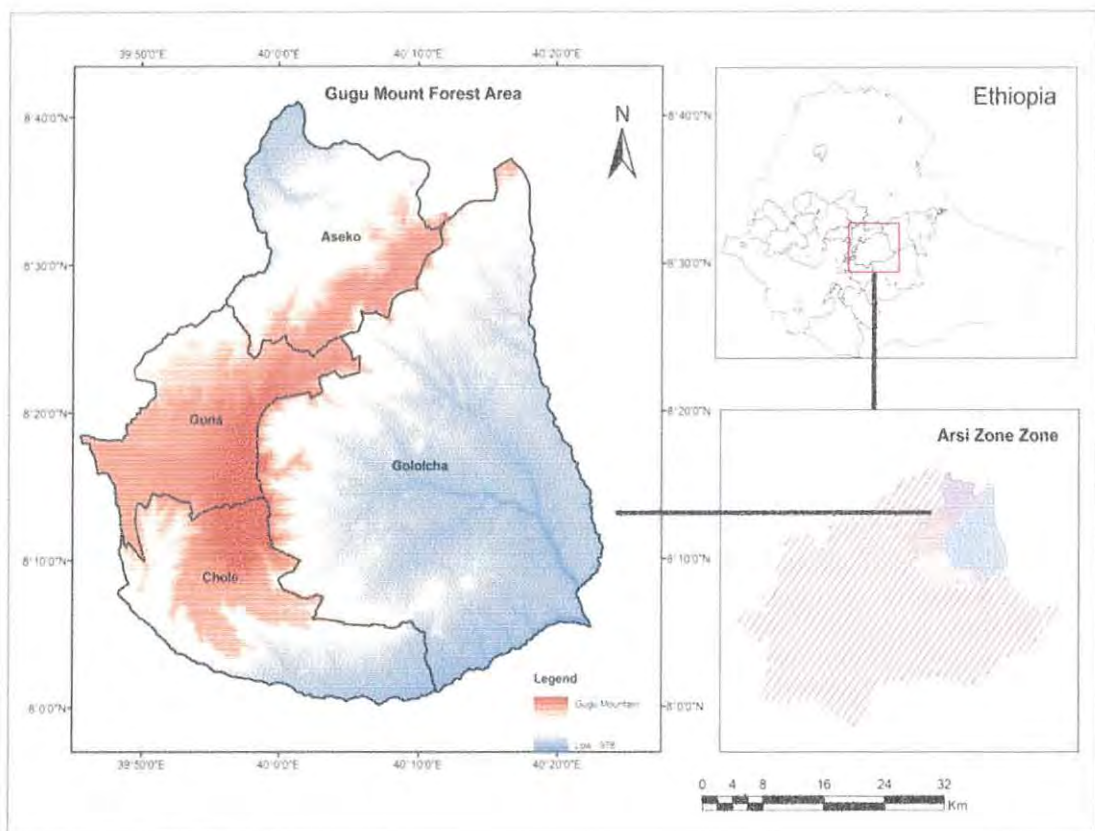 39°50'0"E 40°0'0"E 40°10'0"E 40°20'0"E
Gugu Mount Forest Area
N
Ethiopia
8°40'0"N
8°30'0"N
8°20'0"N
8°10'0"N
8°0'0"N
Aseko
Guna
Gololcha
Chole
8°40'0"N
8°30'0"N
8°20'0"N
8°10'0"N
8°0'0"N
Arsi Zone Zone
Legend
Gugu Mountain
39°50'0"E 40°0'0"E 40°10'0"E 40°20'0"E
0 4 8 16 24 32
Km